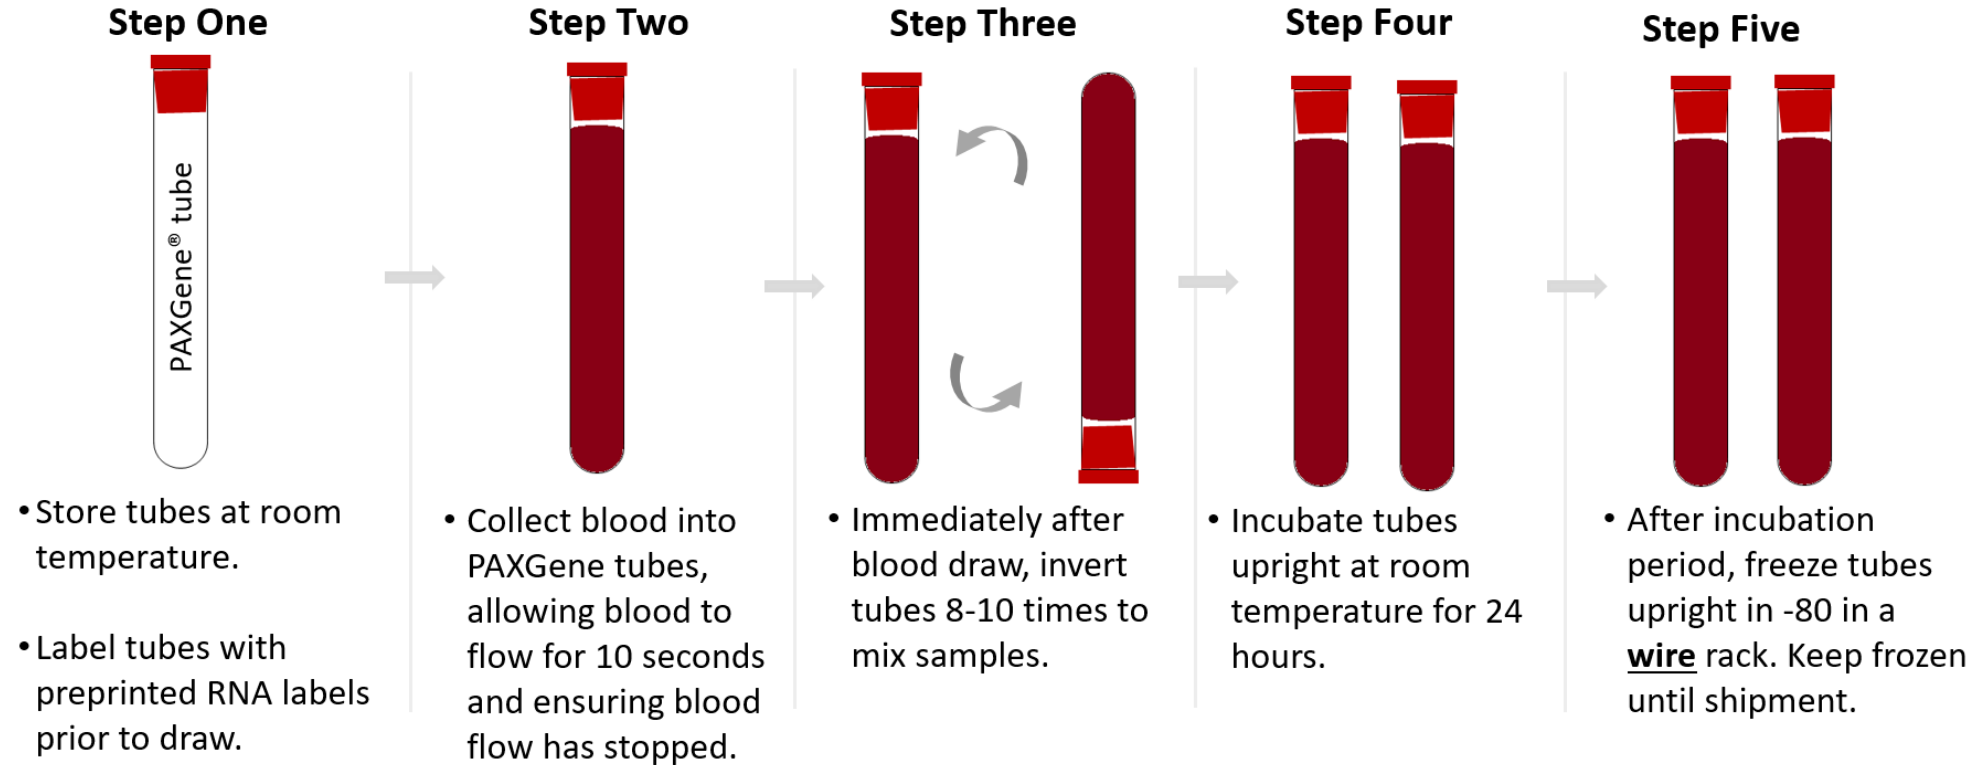 Step One
PAXGene® tube
• Store tubes at room
temperature.
• Label tubes with
preprinted RNA labels
prior to draw.
Step Two
• Collect blood into
PAXGene tubes,
allowing blood to
flow for 10 seconds
and ensuring blood
flow has stopped.
Step Three
• Immediately after
blood draw, invert
tubes 8-10 times to
mix samples.
Step Four
• Incubate tubes
upright at room
temperature for 24
hours.
Step Five
• After incubation
period, freeze tubes
upright in -80 in a
wire rack. Keep frozen
until shipment.